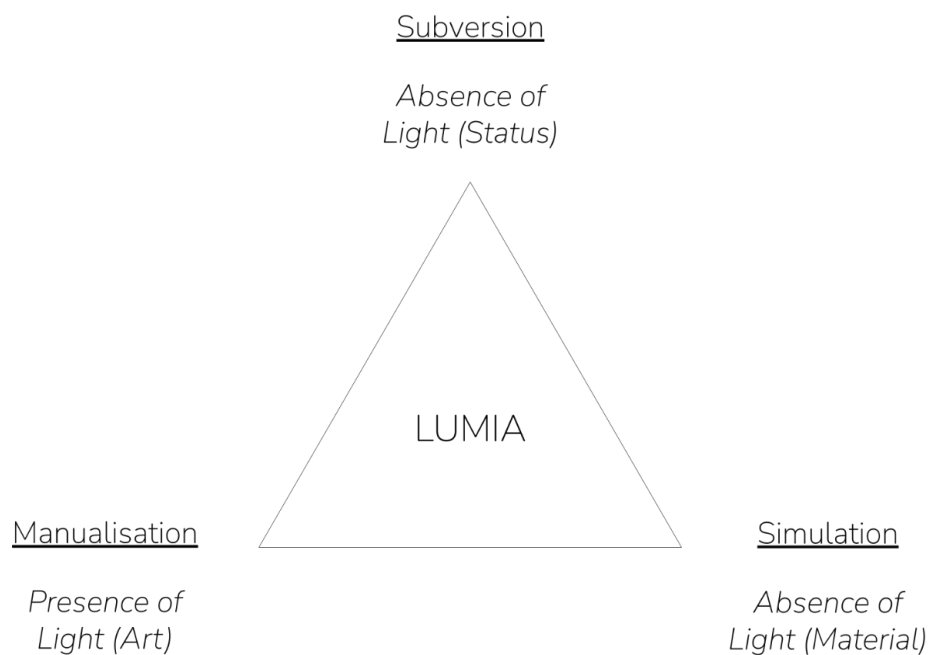 Subversion
Absence of
Light (Status)
LUMIA
Manualisation
Presence of
Light (Art)
Simulation
Absence of
Light (Material)